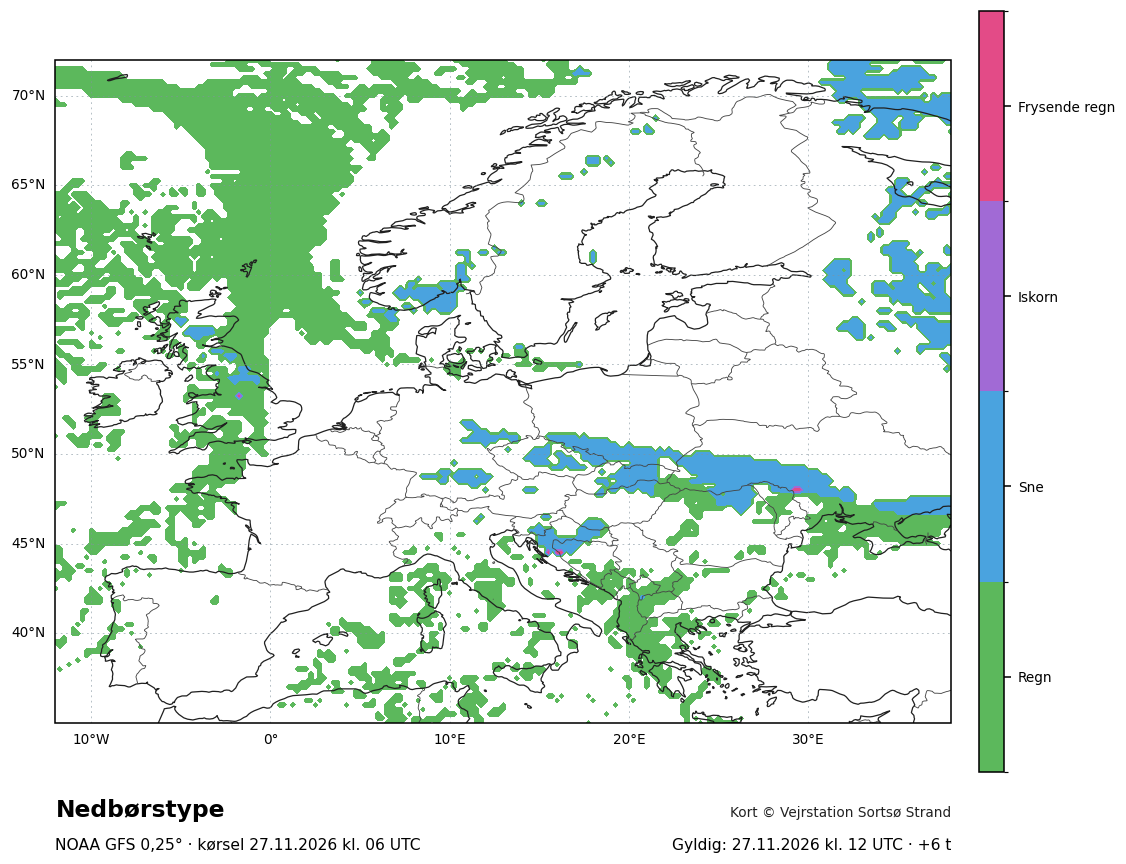 70°N
65°N
60°N
55°N
50°N
45°N
40°N
10°W
0°
10°E
20°E
30°E
Frysende regn
Iskorn
Sne
Regn
Nedbørstype
Kort © Vejrstation Sortsø Strand
NOAA GFS 0,25° · kørsel 27.11.2026 kl. 06 UTC
Gyldig: 27.11.2026 kl. 12 UTC · +6 t